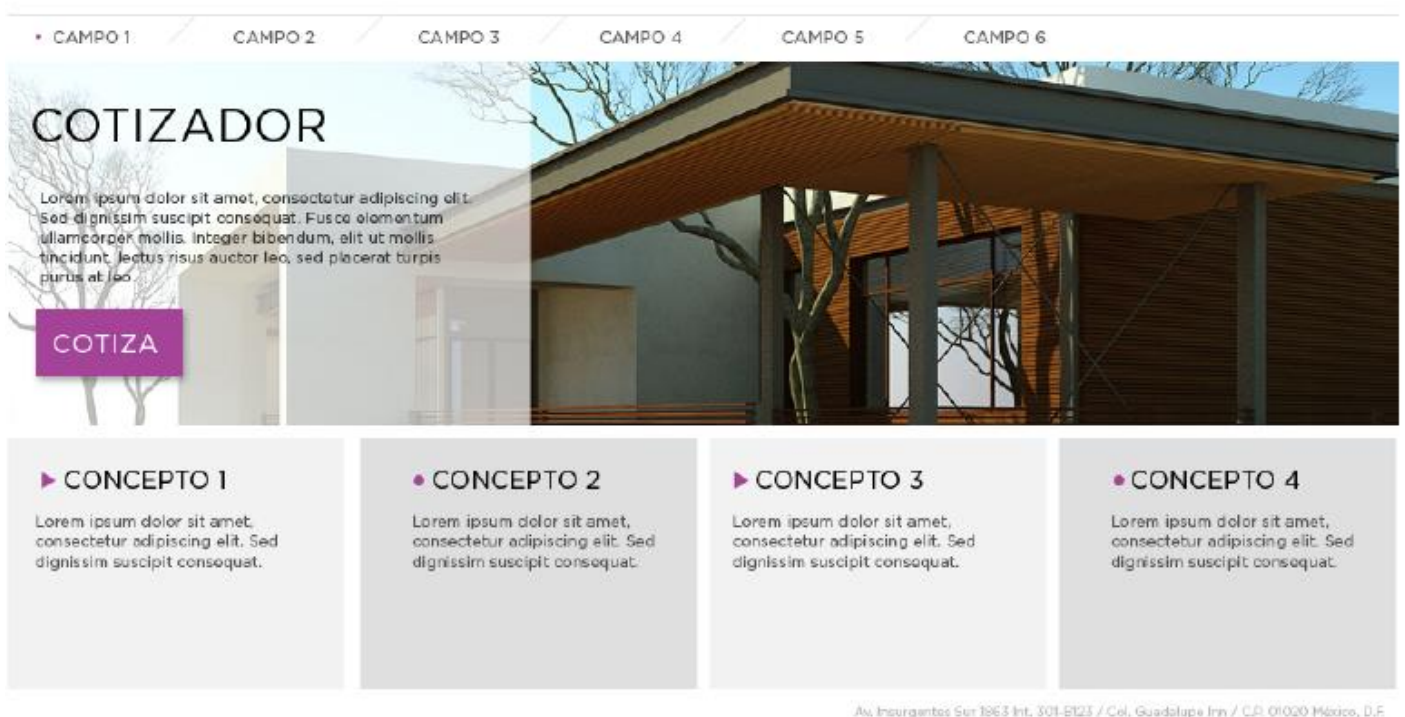 CAMPO 1 CAMPO 2 CAMPO 3 CAMPO 4 CAMPO 5 CAMPO 6
COTIZADOR
Lorem ipsum dolor sit amet, consectetur adipiscing elit.
Sed dignissim suscipit consequat. Fusce elementum
ullamcorper mollis. Integer bibendum, elit ut mollis
tincidunt, lectus risus auctor leo, sed placerat turpis
purus at leo.
COTIZA
CONCEPTO 1
Lorem ipsum dolor sit amet,
consectetur adipiscing elit. Sed
dignissim suscipit consequat.
CONCEPTO 2
Lorem ipsum dolor sit amet,
consectetur adipiscing elit. Sed
dignissim suscipit consequat.
CONCEPTO 3
Lorem ipsum dolor sit amet,
consectetur adipiscing elit. Sed
dignissim suscipit consequat.
CONCEPTO 4
Lorem ipsum dolor sit amet,
consectetur adipiscing elit. Sed
dignissim suscipit consequat.
Av. Insurgentes Sur 1863 Int. 301-B123 / Col. Guadalupe Inn / C.P. 01020 México, D.F.